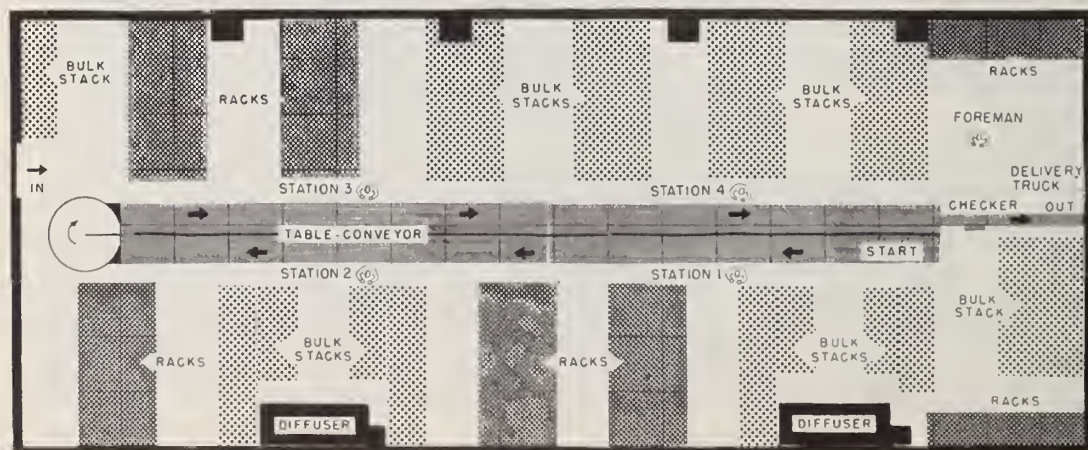 BULK
STACK
RACKS
BULK
STACKS
BULK
STACKS
RACKS
FOREMAN
IN
STATION 3
STATION 4
DELIVERY
TRUCK
CHECKER
OUT
TABLE-CONVEYOR
START
STATION 2
STATION 1
BULK
STACK
RACKS
BULK
STACKS
RACKS
BULK
STACKS
RACKS
DIFFUSER
DIFFUSER